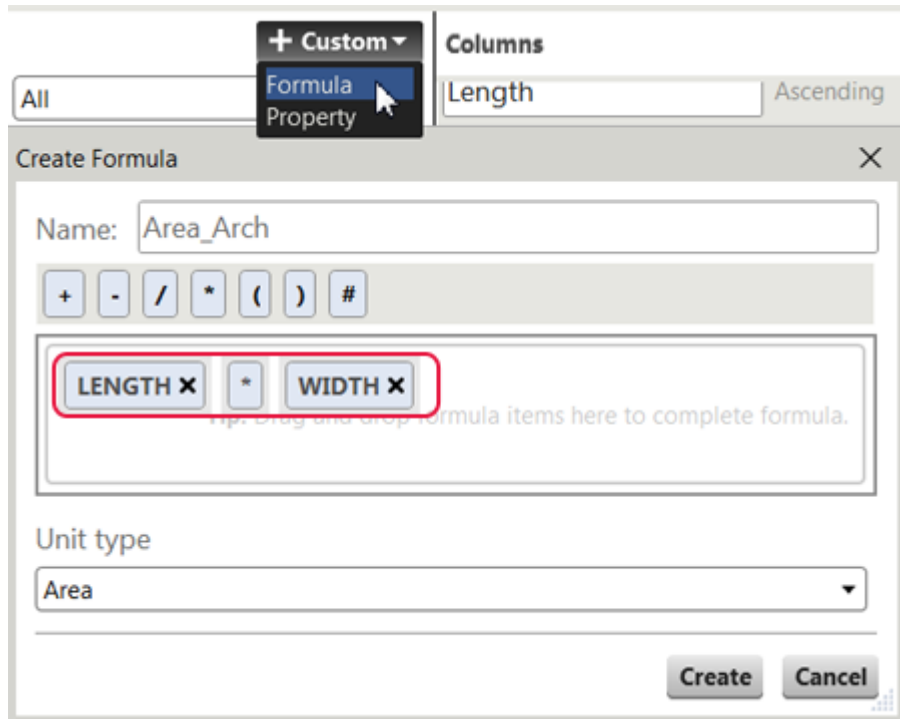 + Custom
Columns
All
Formula
Property
Length
Ascending
Create Formula
Name: Area_Arch
+ - / * ( ) #
LENGTH × * WIDTH ×
Tip: Drag and drop formula items here to complete formula.
Unit type
Area
Create Cancel